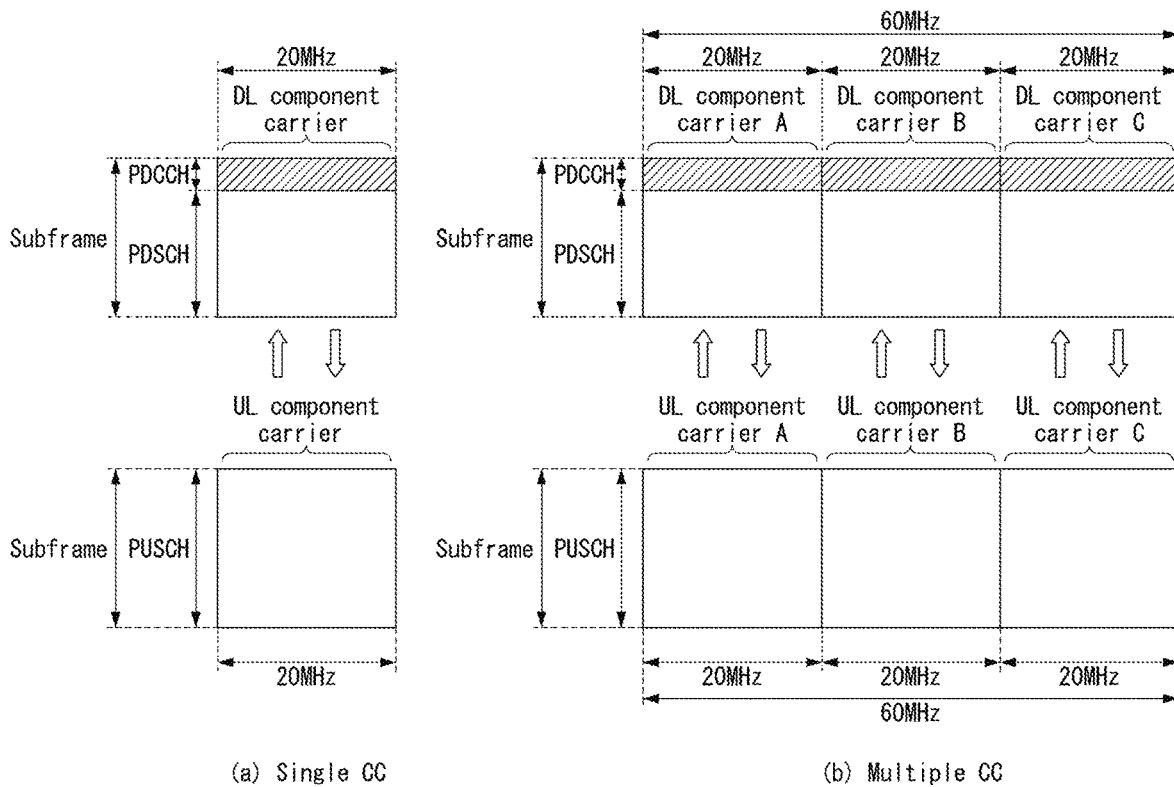 20MHz
DL component
carrier
PDCCH
Subframe
PDSCH
UL component
carrier
Subframe
PUSCH
20MHz
(a) Single CC
60MHz
20MHz
20MHz
20MHz
DL component
carrier A
DL component
carrier B
DL component
carrier C
PDCCH
Subframe
PDSCH
UL component
carrier A
UL component
carrier B
UL component
carrier C
Subframe
PUSCH
20MHz
20MHz
20MHz
60MHz
(b) Multiple CC